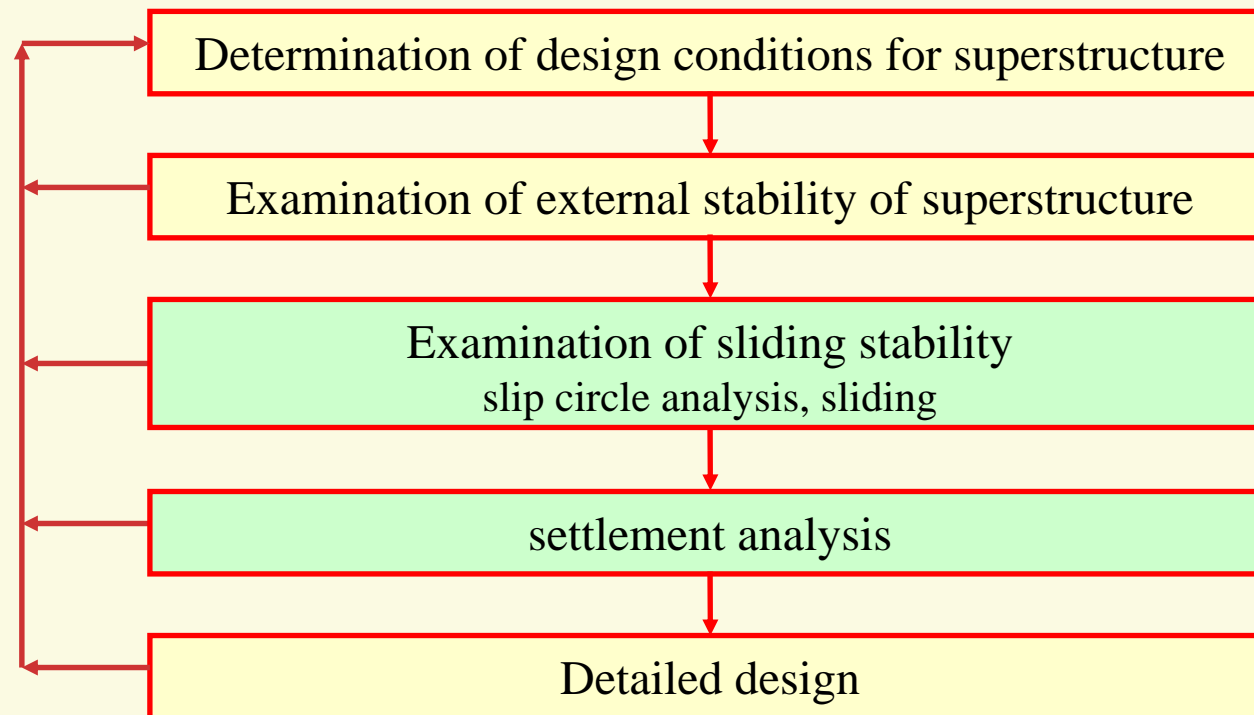 Determination of design conditions for superstructure
Examination of external stability of superstructure
Examination of sliding stability
slip circle analysis, sliding
settlement analysis
Detailed design